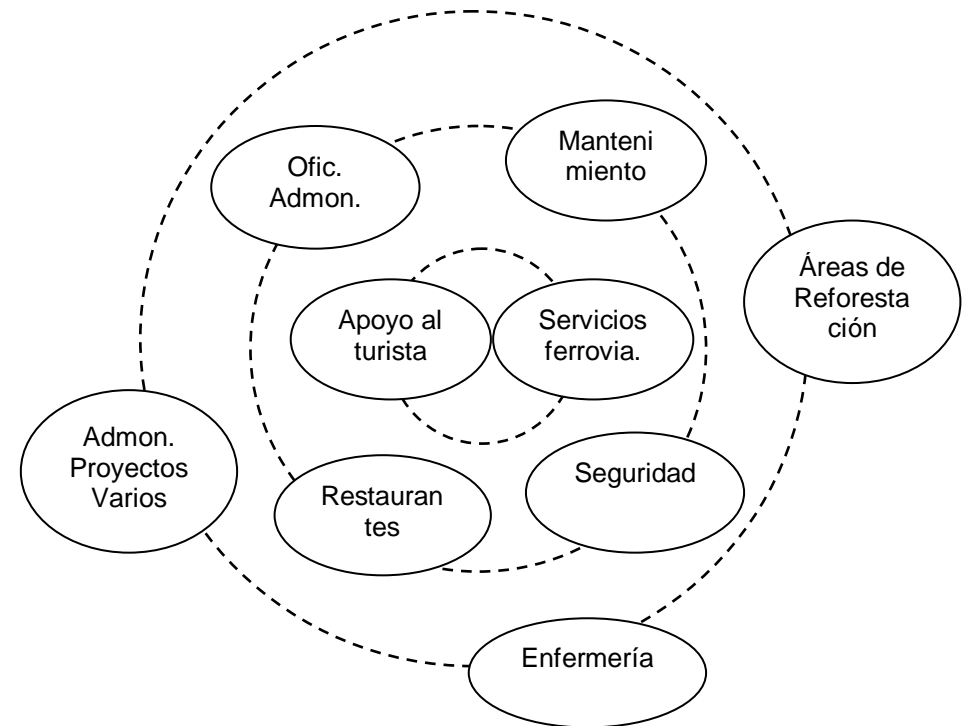 Ofic.
Admon.
Manteni
miento
Áreas de
Reforesta
ción
Apoyo al
turista
Servicios
ferrovia.
Admon.
Proyectos
Varios
Restauran
tes
Seguridad
Enfermería